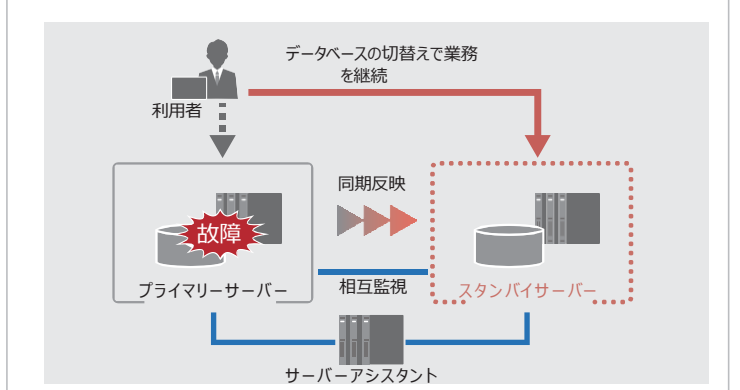 データベースの切替えで業務
を継続
利用者
同期反映
故障
相互監視
プライマリーサーバー
スタンバイサーバー
サーバーアシスタント